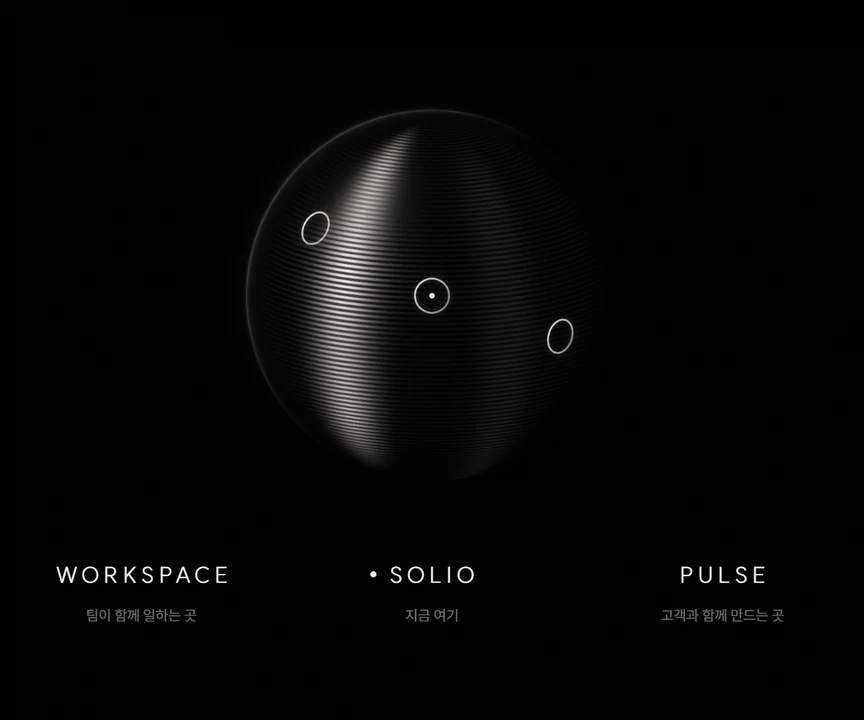 WORKSPACE
• SOLIO
PULSE
팀이 함께 일하는 곳
지금 여기
고객과 함께 만드는 곳